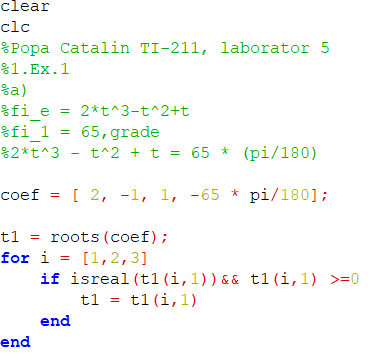 clear
clc
%Popa Catalin TI-211, laborator 5
%1.Ex.1
%a)
%fi_e = 2*t^3-t^2+t
%fi_1 = 65,grade
%2*t^3 - t^2 + t = 65 * (pi/180)
coef = [ 2, -1, 1, -65 * pi/180];
t1 = roots(coef);
for i = [1,2,3]
    if isreal(t1(i,1))&& t1(i,1) >=0
        t1 = t1(i,1)
    end
end